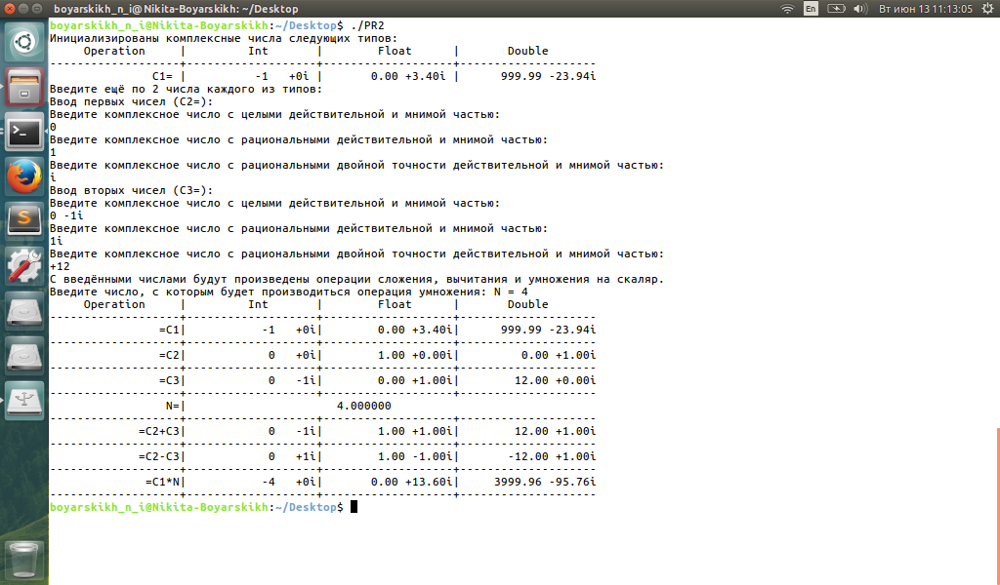 boyarskikh_n_i@Nikita-Boyarskikh: ~/Desktop
En
Вт июн 13 11:13:05
boyarskikh_n_i@Nikita-Boyarskikh:~/Desktop$ ./PR2
Инициализированы комплексные числа следующих типов:
Operation | Int | Float | Double
-------------------+-------------------+-------------------+--------------------
C1= | -1 +0i | 0.00 +3.40i | 999.99 -23.94i
Введите ещё по 2 числа каждого из типов:
Ввод первых чисел (C2=):
Введите комплексное число с целыми действительной и мнимой частью:
0
Введите комплексное число с рациональными действительной и мнимой частью:
1
Введите комплексное число с рациональными двойной точности действительной и мнимой частью:
i
Ввод вторых чисел (C3=):
Введите комплексное число с целыми действительной и мнимой частью:
0 -1i
Введите комплексное число с рациональными действительной и мнимой частью:
1i
Введите комплексное число с рациональными двойной точности действительной и мнимой частью:
+12
С введёнными числами будут произведены операции сложения, вычитания и умножения на скаляр.
Введите число, с которым будет производиться операция умножения: N = 4
Operation | Int | Float | Double
-------------------+-------------------+-------------------+--------------------
=C1| -1 +0i| 0.00 +3.40i| 999.99 -23.94i
-------------------+-------------------+-------------------+--------------------
=C2| 0 +0i| 1.00 +0.00i| 0.00 +1.00i
-------------------+-------------------+-------------------+--------------------
=C3| 0 -1i| 0.00 +1.00i| 12.00 +0.00i
-------------------+-------------------+-------------------+--------------------
N=| 4.000000
-------------------+-------------------+-------------------+--------------------
=C2+C3| 0 -1i| 1.00 +1.00i| 12.00 +1.00i
-------------------+-------------------+-------------------+--------------------
=C2-C3| 0 +1i| 1.00 -1.00i| -12.00 +1.00i
-------------------+-------------------+-------------------+--------------------
=C1*N| -4 +0i| 0.00 +13.60i| 3999.96 -95.76i
-------------------+-------------------+-------------------+--------------------
boyarskikh_n_i@Nikita-Boyarskikh:~/Desktop$